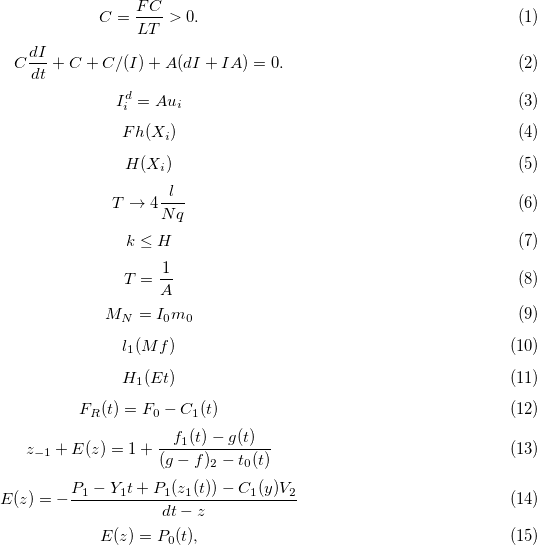 C = \frac{FC}{LT} > 0. (1)
C\frac{dI}{dt} + C + C/(I) + A(dI + IA) = 0. (2)
I_i^d = Au_i (3)
Fh(X_i) (4)
H(X_i) (5)
T \rightarrow 4\frac{l}{Nq} (6)
k \leq H (7)
T = \frac{1}{A} (8)
M_N = I_0 m_0 (9)
l_1(Mf) (10)
H_1(Et) (11)
F_R(t) = F_0 - C_1(t) (12)
z_{-1} + E(z) = 1 + \frac{f_1(t) - g(t)}{(g - f)_2 - t_0(t)} (13)
E(z) = -\frac{P_1 - Y_1 t + P_1(z_1(t)) - C_1(y)V_2}{dt - z} (14)
E(z) = P_0(t), (15)